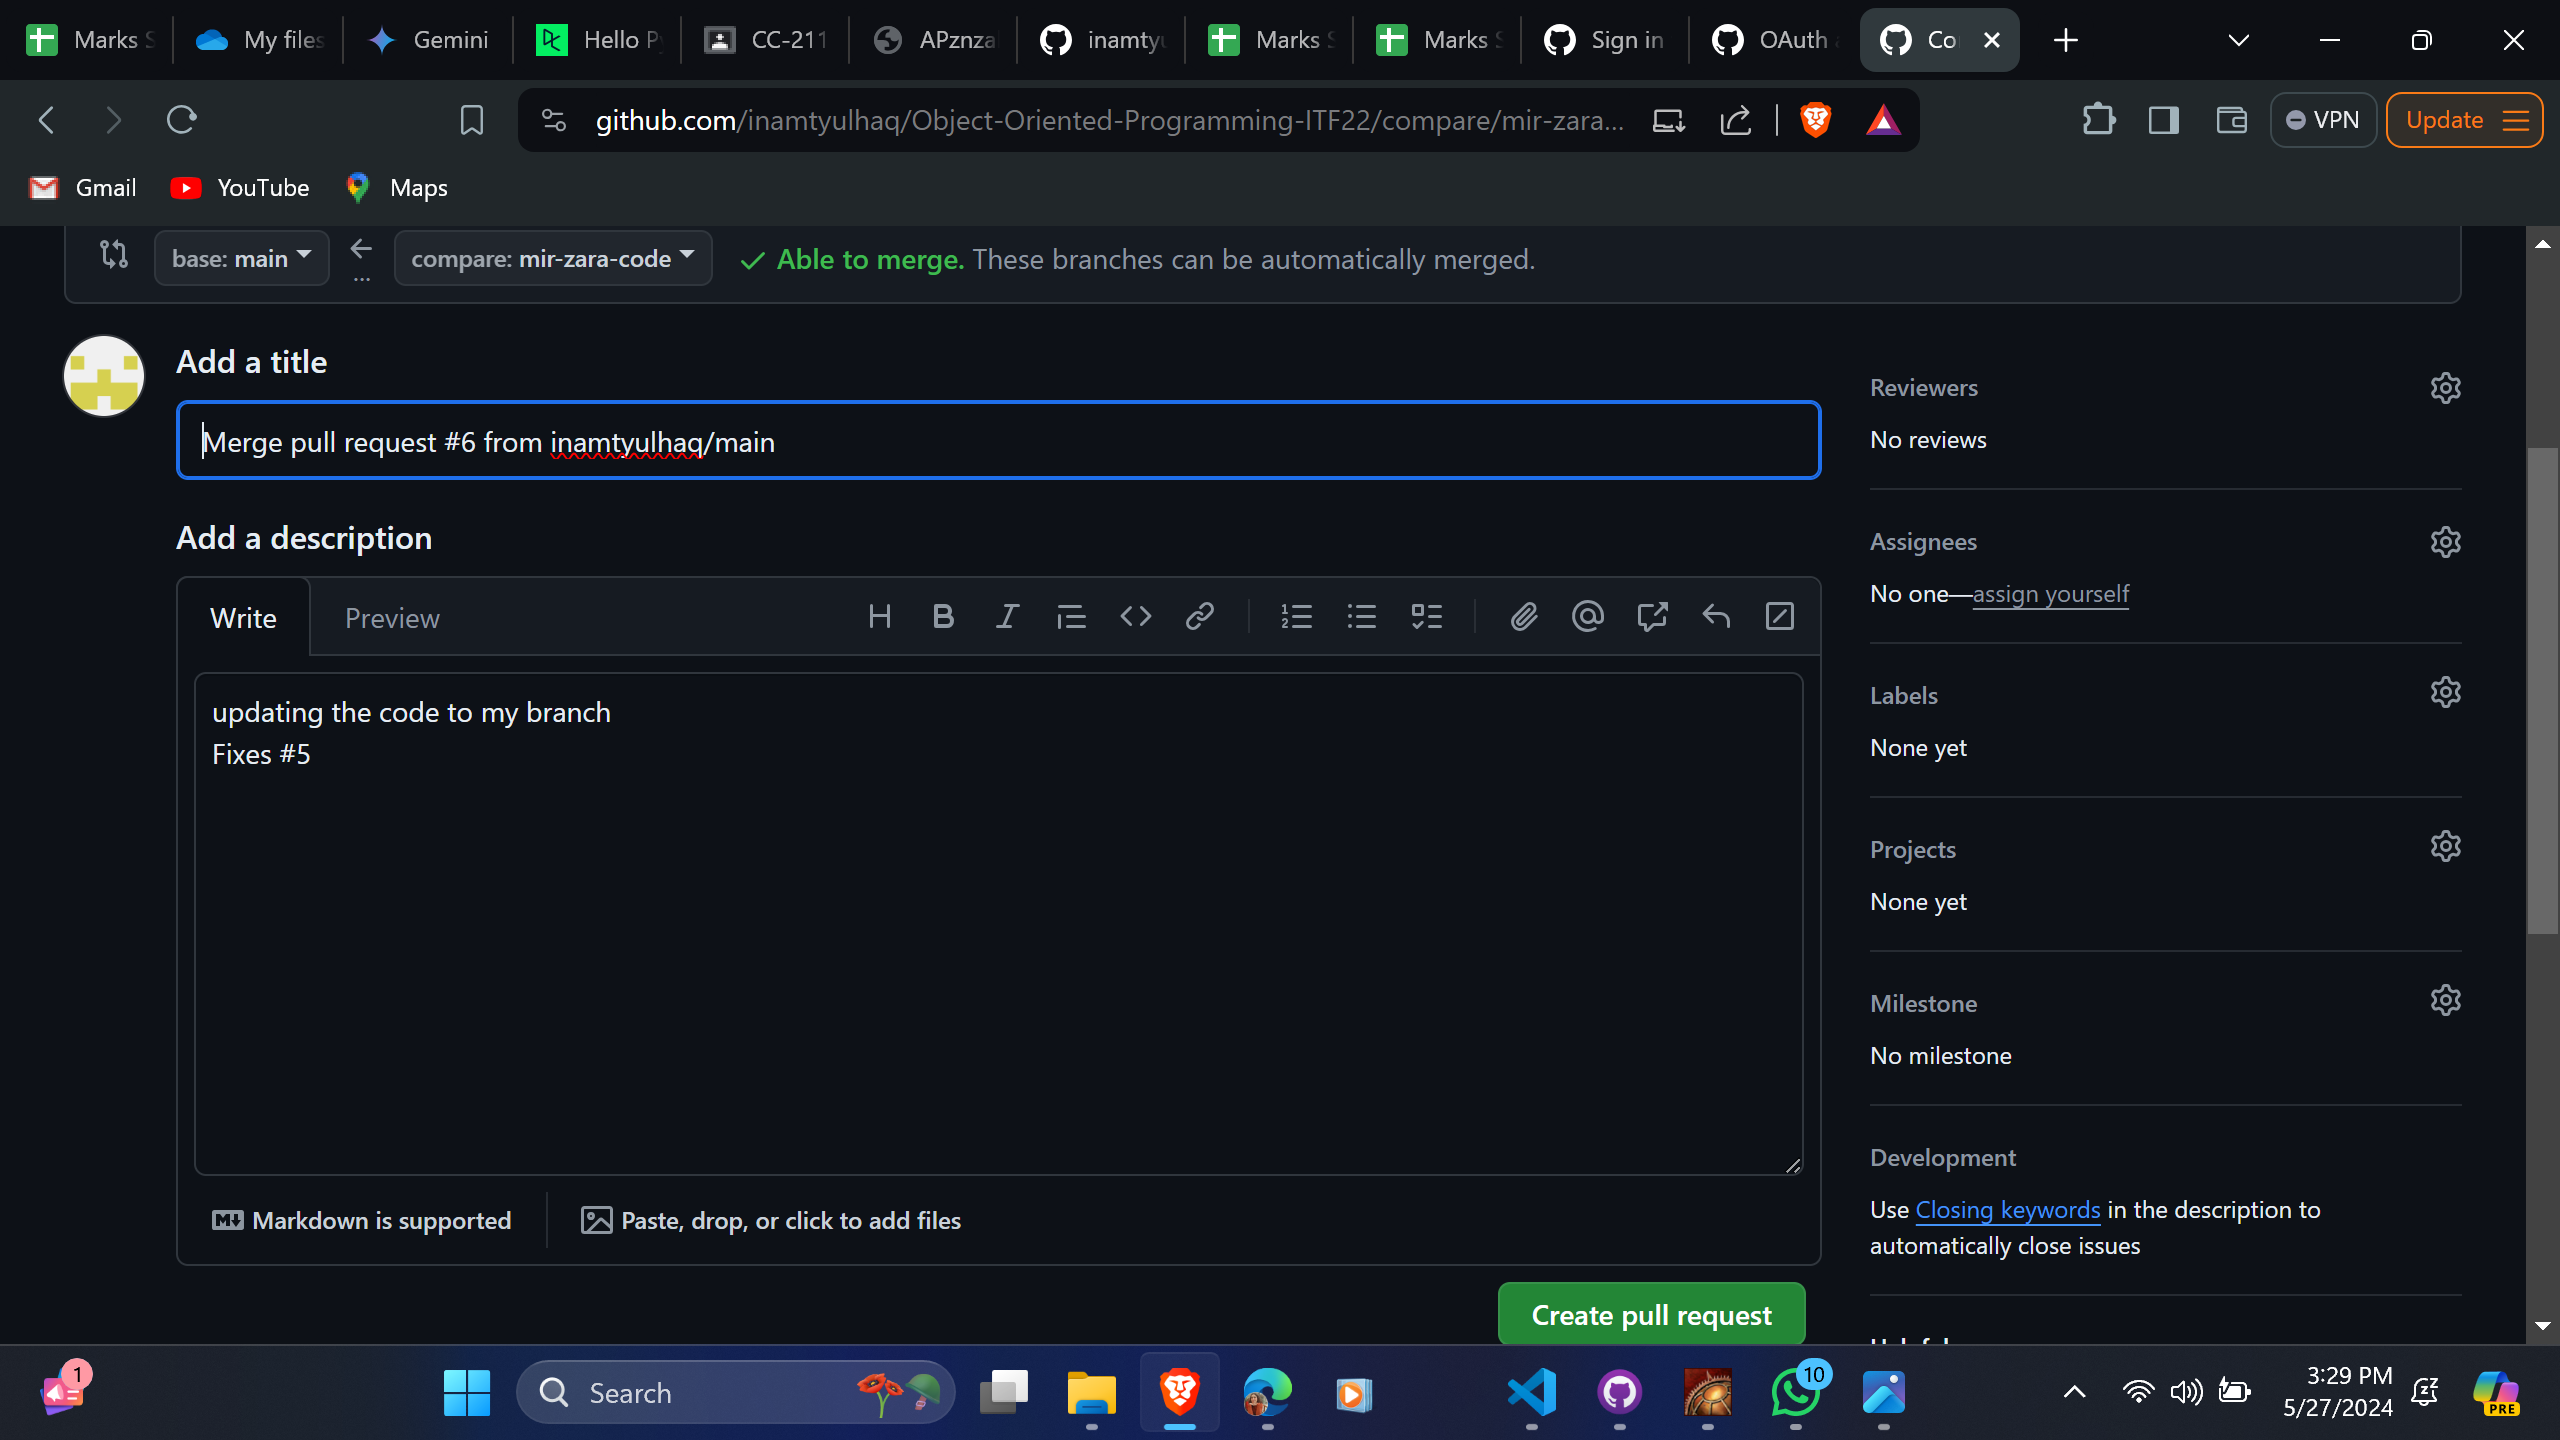 Marks S
My files
Gemini
Hello Py
CC-211
APznza
inamtyu
Marks S
Marks S
Sign in
OAuth a
Co
github.com/inamtyulhaq/Object-Oriented-Programming-ITF22/compare/mir-zara...
VPN
Update
Gmail
YouTube
Maps
base: main
...
compare: mir-zara-code
Able to merge. These branches can be automatically merged.
Add a title
Merge pull request #6 from inamtyulhaq/main
Add a description
Write
Preview
updating the code to my branch
Fixes #5
Markdown is supported
Paste, drop, or click to add files
Create pull request
Reviewers
No reviews
Assignees
No one—assign yourself
Labels
None yet
Projects
None yet
Milestone
No milestone
Development
Use Closing keywords in the description to
automatically close issues
1
Search
10
3:29 PM
5/27/2024
PRE